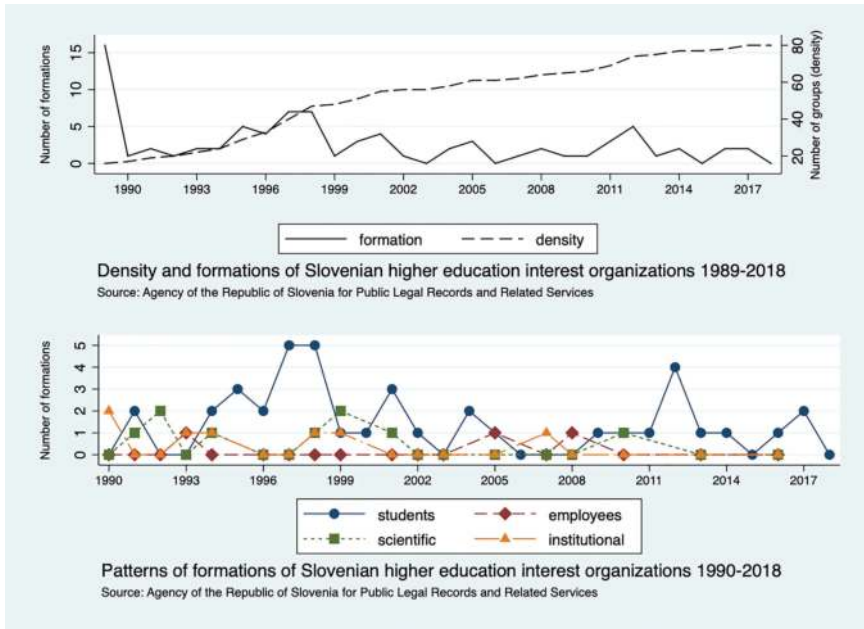 15
10
5
0
Number of formations
80
60
40
20
Number of groups (density)
1990 1993 1996 1999 2002 2005 2008 2011 2014 2017
formation density
Density and formations of Slovenian higher education interest organizations 1989-2018
Source: Agency of the Republic of Slovenia for Public Legal Records and Related Services
5
4
3
2
1
0
Number of formations
1990 1993 1996 1999 2002 2005 2008 2011 2014 2017
students employees
scientific institutional
Patterns of formations of Slovenian higher education interest organizations 1990-2018
Source: Agency of the Republic of Slovenia for Public Legal Records and Related Services